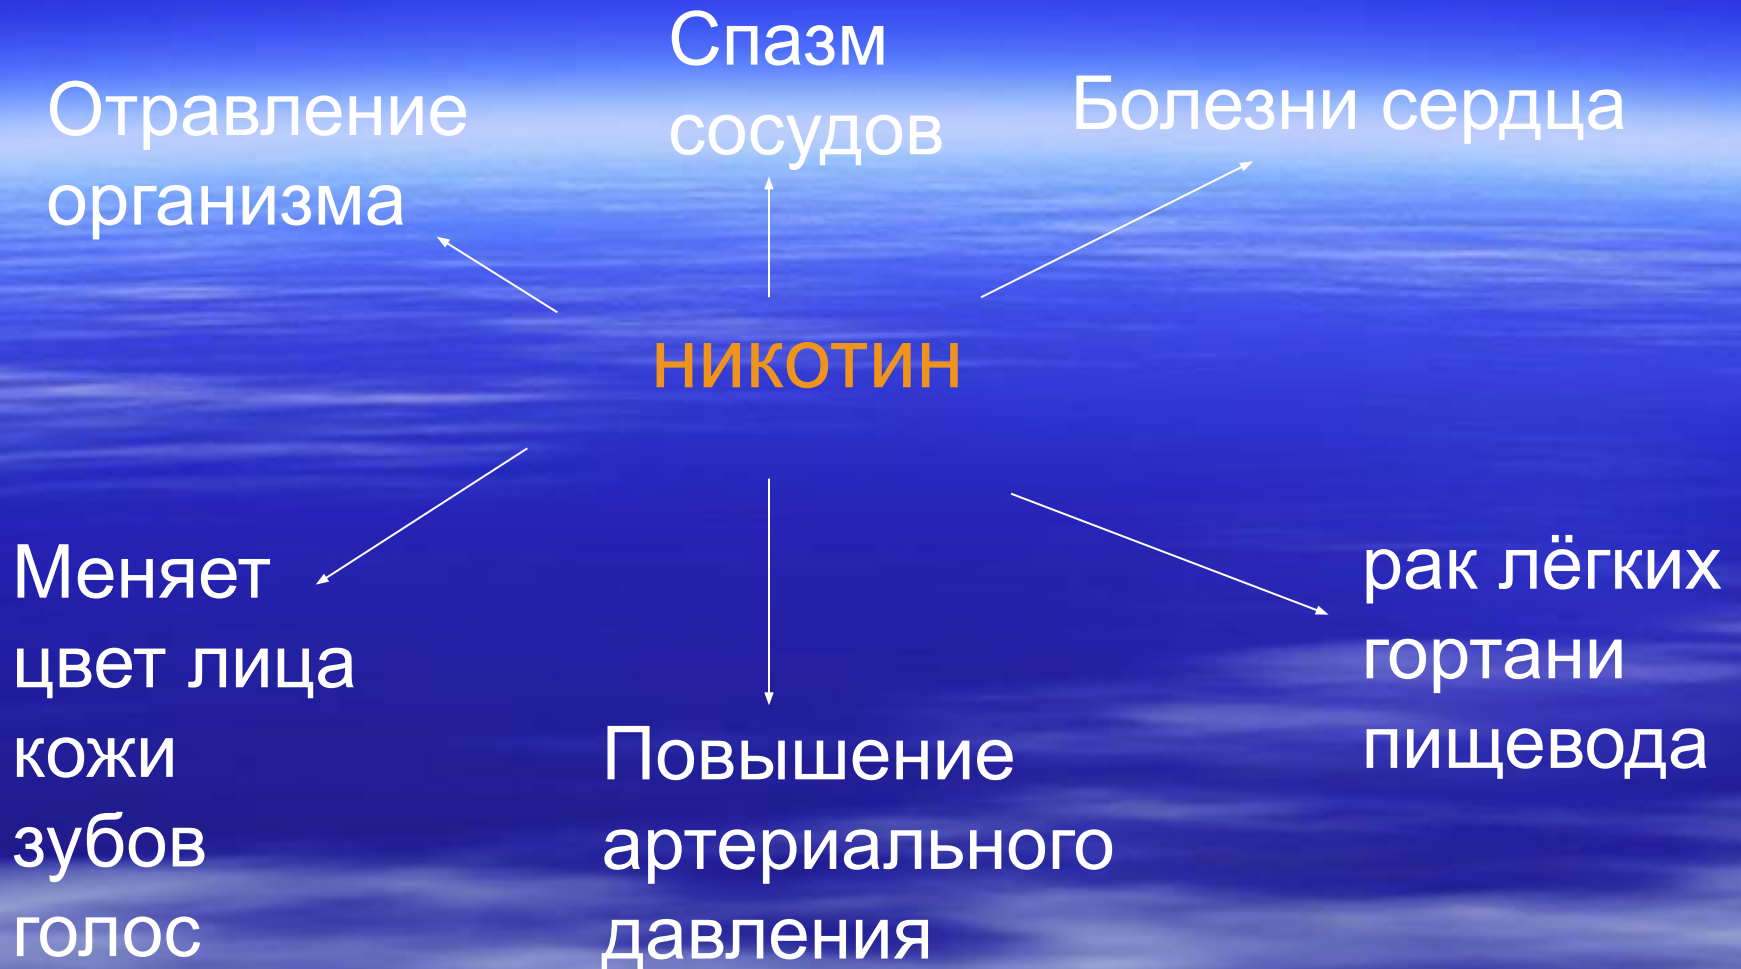 Спазм
сосудов
Отравление
организма
Болезни сердца
никотин
Меняет
цвет лица
кожи
зубов
голос
Повышение
артериального
давления
рак лёгких
гортани
пищевода